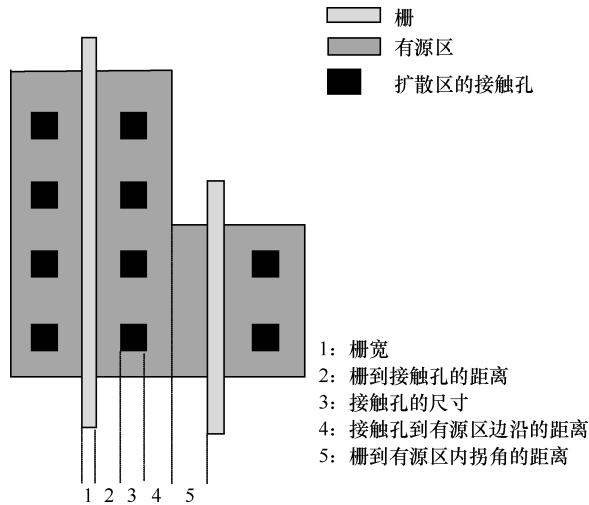 栅
有源区
扩散区的接触孔
1：栅宽
2：栅到接触孔的距离
3：接触孔的尺寸
4：接触孔到有源区边沿的距离
5：栅到有源区内拐角的距离
1 2 3 4 5